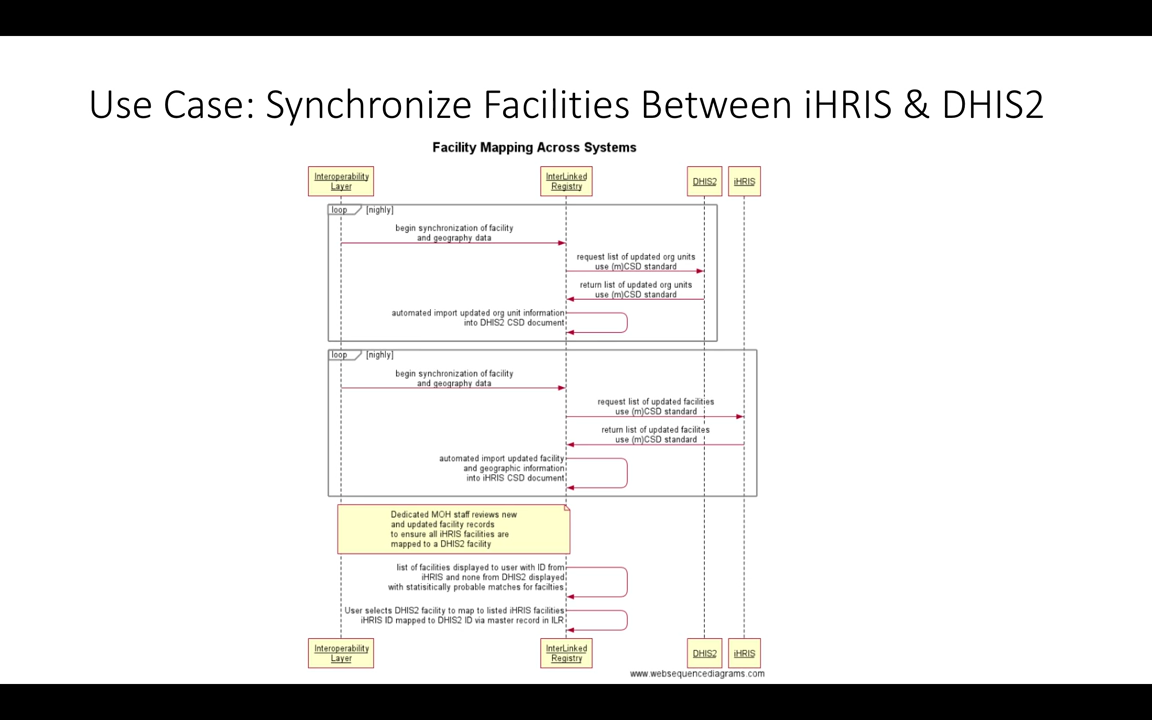 Use Case: Synchronize Facilities Between iHRIS & DHIS2
Facility Mapping Across Systems
Interoperability
Layer
InterLinked
Registry
DHIS2
iHRIS
loop
[nighly]
begin synchronization of facility
and geography data
request list of updated org units
use (m)CSD standard
return list of updated org units
use (m)CSD standard
automated import updated org unit information
into DHIS2 CSD document
loop
[nighly]
begin synchronization of facility
and geography data
request list of updated facilities
use (m)CSD standard
return list of updated facilites
use (m)CSD standard
automated import updated facility
and geographic information
into iHRIS CSD document
Dedicated MOH staff reviews new
and updated facility records
to ensure all iHRIS facilities are
mapped to a DHIS2 facility
list of facilities displayed to user with ID from
iHRIS and none from DHIS2 displayed
with statisitically probable matches for facilties
User selects DHIS2 facility to map to listed iHRIS facilities
iHRIS ID mapped to DHIS2 ID via master record in ILR
Interoperability
Layer
InterLinked
Registry
DHIS2
iHRIS
www.websequencediagrams.com